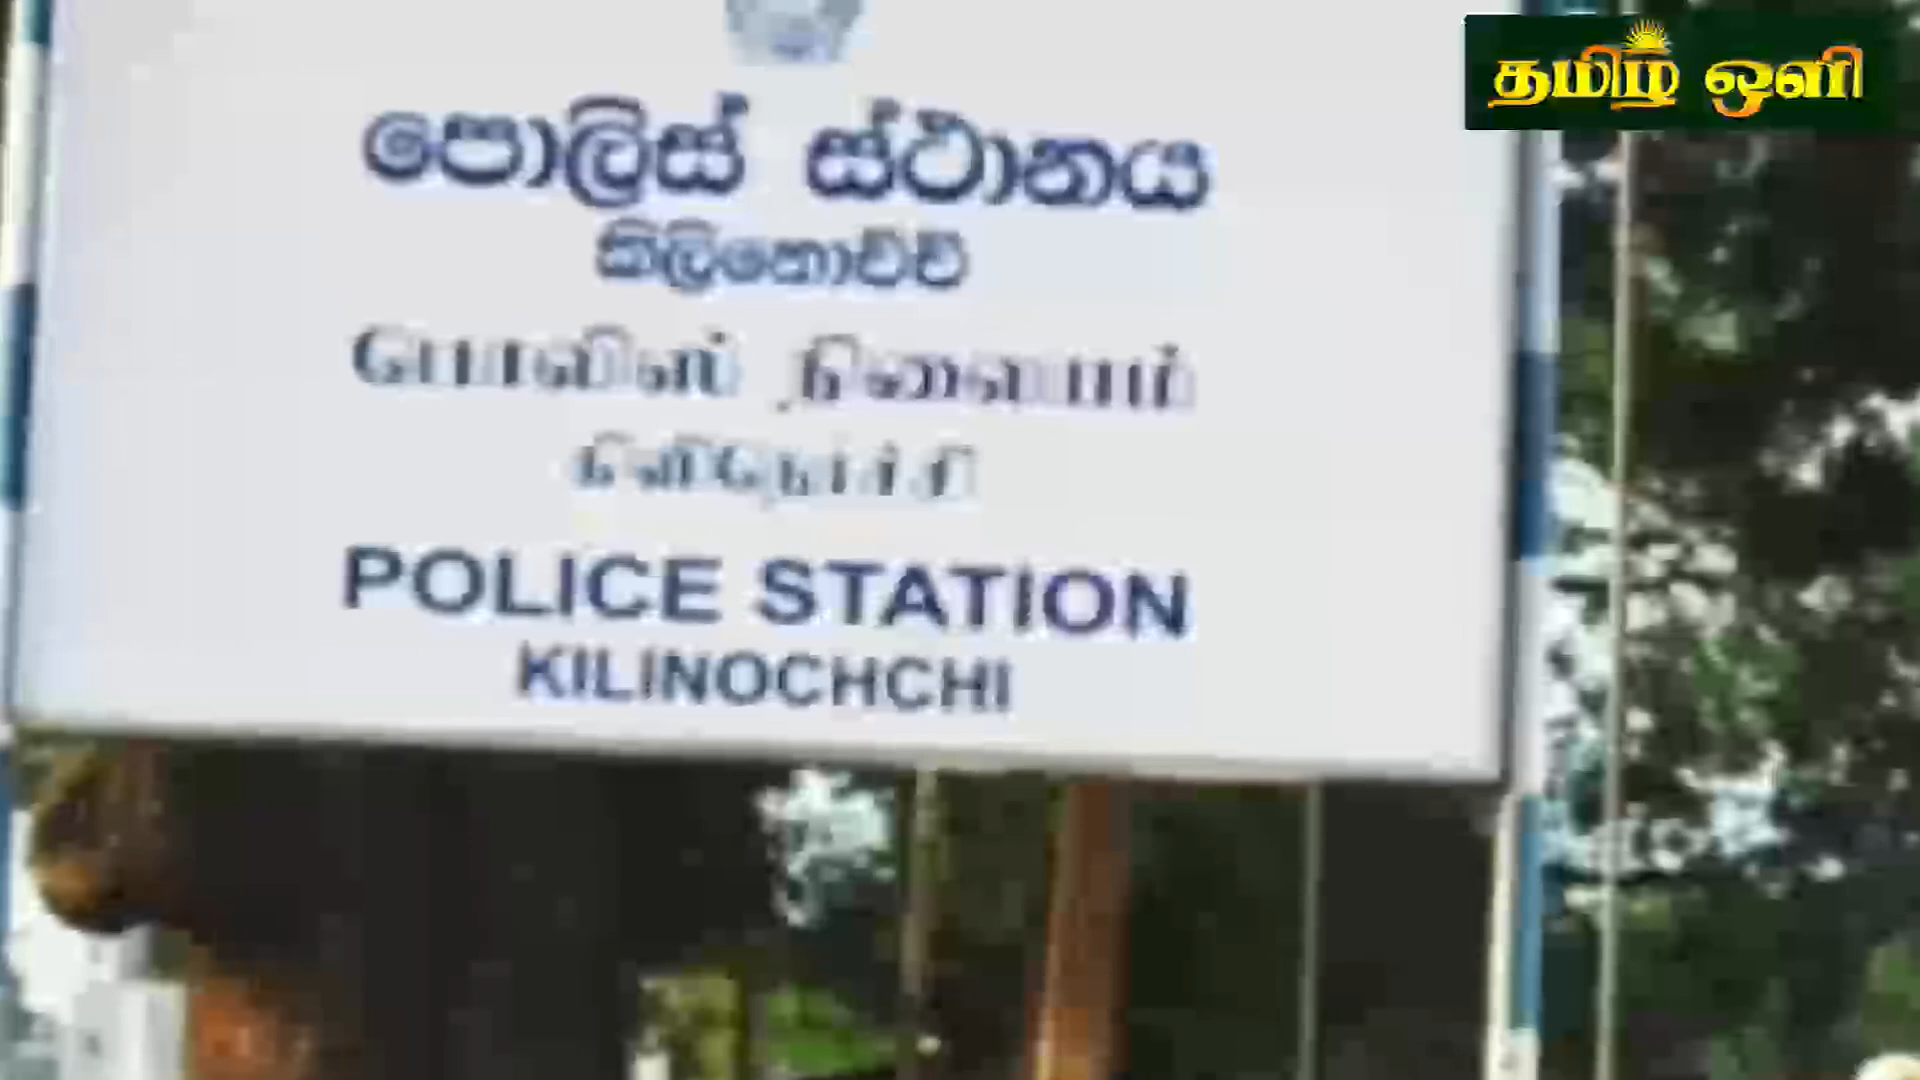 தமிழ் ஒளி
පොලිස් ස්ථානය
කිලිනොච්චි
பொலிஸ் நிலையம்
கிளிநொச்சி
POLICE STATION
KILINOCHCHI